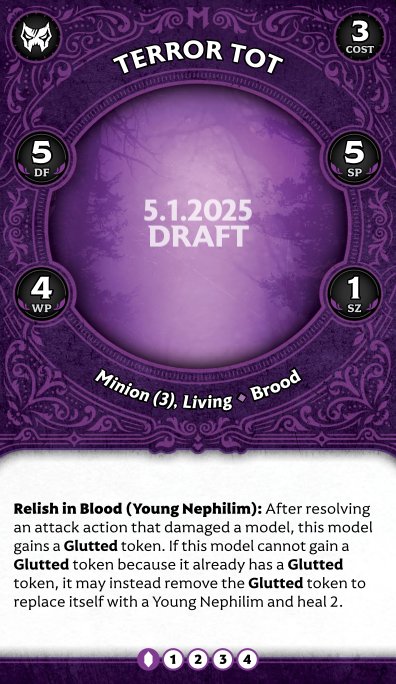 TERROR TOT
3
COST
5
DF
5
SP
5.1.2025
DRAFT
4
WP
1
SZ
Minion (3), Living ◆ Brood
Relish in Blood (Young Nephilim): After resolving
an attack action that damaged a model, this model
gains a Glutted token. If this model cannot gain a
Glutted token because it already has a Glutted
token, it may instead remove the Glutted token to
replace itself with a Young Nephilim and heal 2.
1 2 3 4